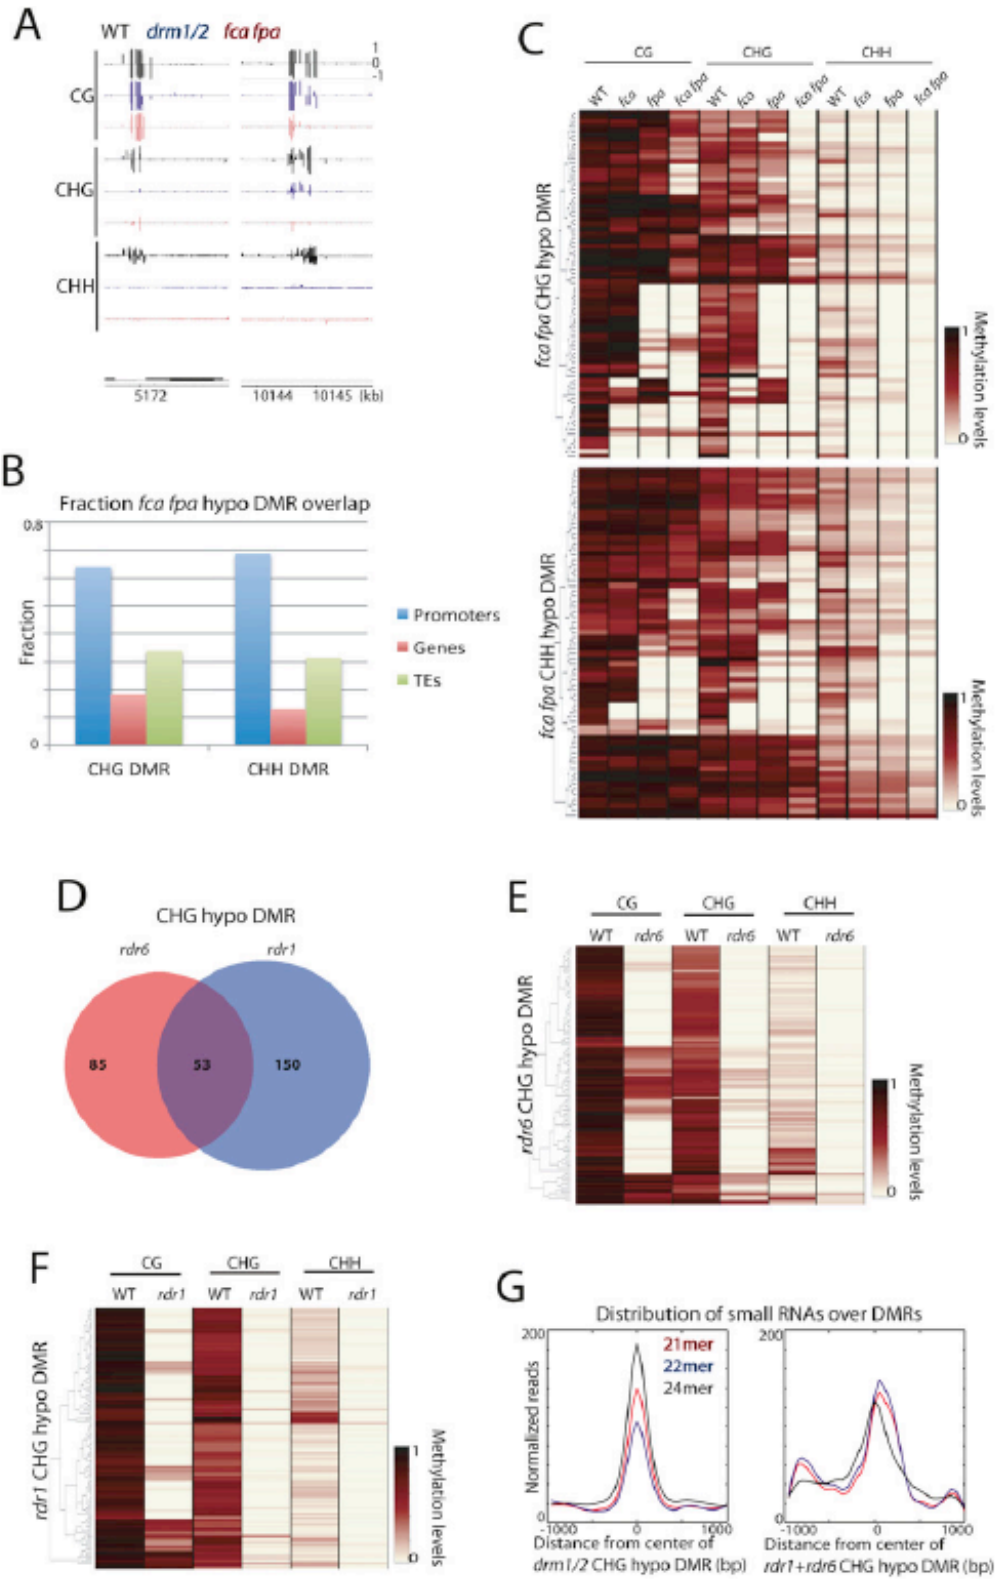 A
WT drm1/2 fca fpa
1
0
-1
CG
CHG
CHH
5172
10144 10145 (kb)
B
Fraction fca fpa hypo DMR overlap
0.8
Fraction
0
CHG DMR
CHH DMR
Promoters
Genes
TEs
C
CG CHG CHH
WT fca fpa fca fpa WT fca fpa fca fpa WT fca fpa fca fpa
fca fpa CHG hypo DMR
1
0
Methylation levels
fca fpa CHH hypo DMR
1
0
Methylation levels
D
CHG hypo DMR
rdr6 rdr1
85 53 150
E
CG CHG CHH
WT rdr6 WT rdr6 WT rdr6
rdr6 CHG hypo DMR
1
0
Methylation levels
F
CG CHG CHH
WT rdr1 WT rdr1 WT rdr1
rdr1 CHG hypo DMR
1
0
Methylation levels
G
Distribution of small RNAs over DMRs
200
21mer
22mer
24mer
Normalized reads
0
-1000 0 1000
Distance from center of
drm1/2 CHG hypo DMR (bp)
200
0
-1000 0 1000
Distance from center of
rdr1+rdr6 CHG hypo DMR (bp)